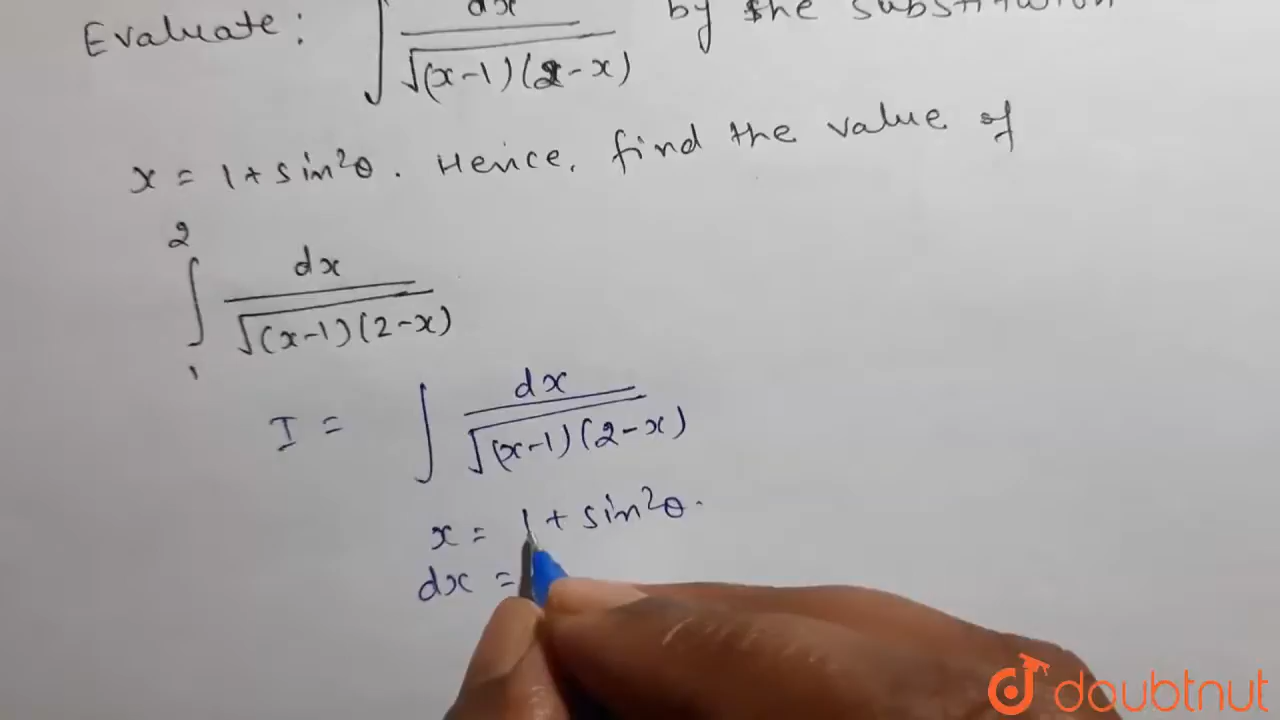 Evaluate: ∫ dx / √(x-1)(2-x) by the substitution
x = 1 + sin²θ. Hence, find the value of
∫₁² dx / √(x-1)(2-x)
I = ∫ dx / √(x-1)(2-x)
x = 1 + sin²θ.
dx =
doubtnut